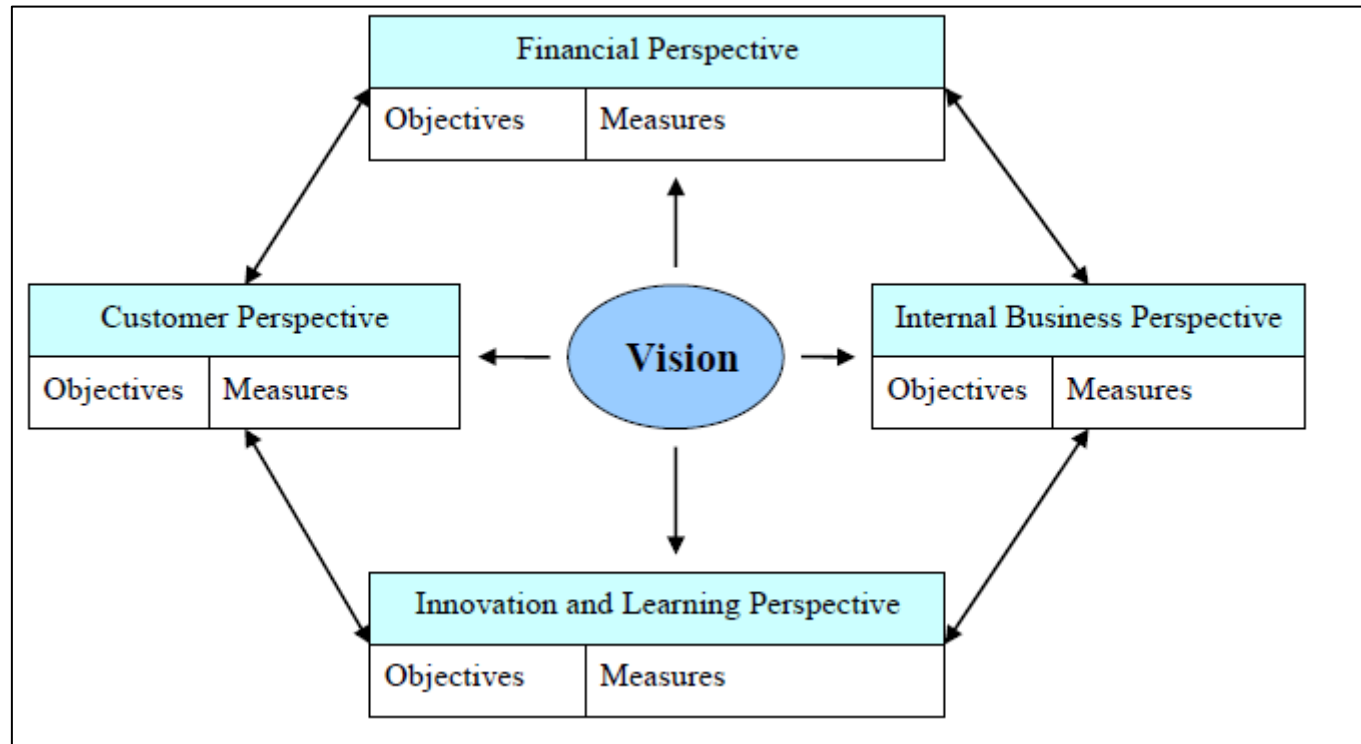 Financial Perspective
Objectives Measures
Customer Perspective
Objectives Measures
Vision
Internal Business Perspective
Objectives Measures
Innovation and Learning Perspective
Objectives Measures